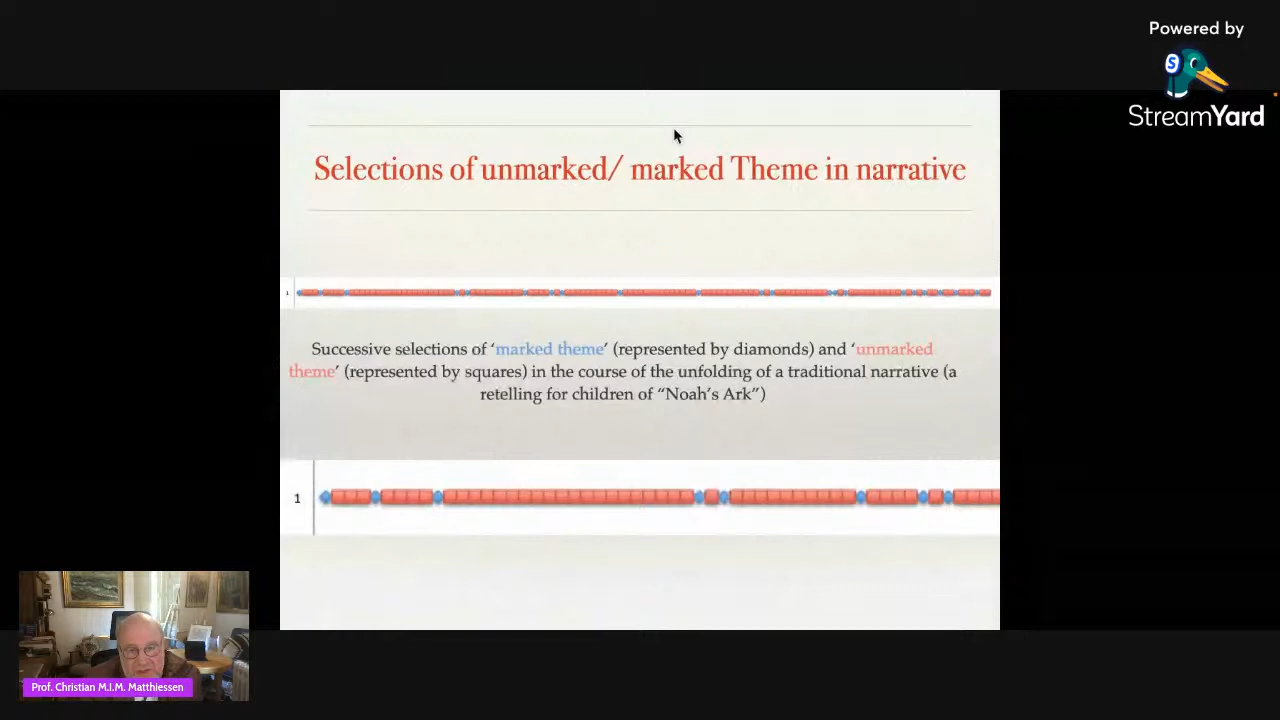 Powered by
S
StreamYard
Selections of unmarked/ marked Theme in narrative
1
Successive selections of ‘marked theme’ (represented by diamonds) and ‘unmarked
theme’ (represented by squares) in the course of the unfolding of a traditional narrative (a
retelling for children of “Noah’s Ark”)
1
Prof. Christian M.I.M. Matthiessen